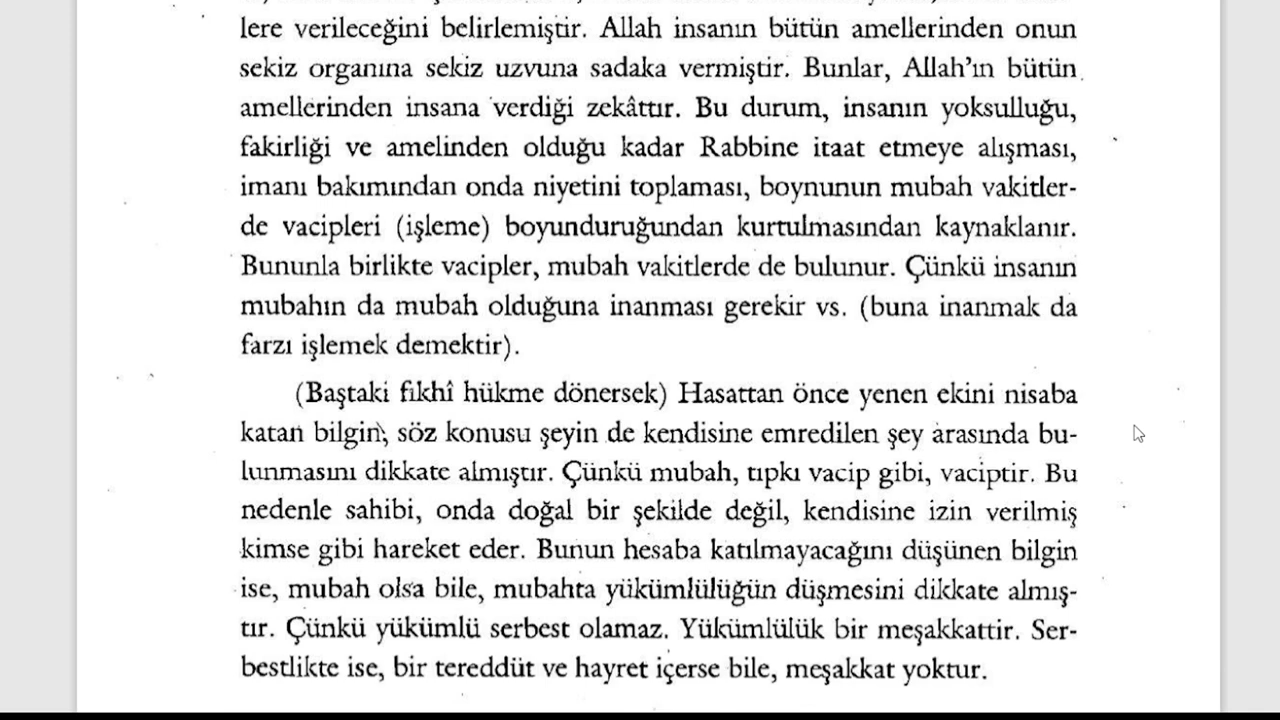 lere verileceğini belirlemiştir. Allah insanın bütün amellerinden onun
sekiz organına sekiz uzvuna sadaka vermiştir. Bunlar, Allah’ın bütün
amellerinden insana verdiği zekâttır. Bu durum, insanın yoksulluğu,
fakirliği ve amelinden olduğu kadar Rabbine itaat etmeye alışması,
imanı bakımından onda niyetini toplaması, boynunun mubah vakitler-
de vacipleri (işleme) boyunduruğundan kurtulmasından kaynaklanır.
Bununla birlikte vacipler, mubah vakitlerde de bulunur. Çünkü insanın
mubahın da mubah olduğuna inanması gerekir vs. (buna inanmak da
farzı işlemek demektir).
(Baştaki fıkhî hükme dönersek) Hasattan önce yenen ekini nisaba
katan bilgin, söz konusu şeyin de kendisine emredilen şey arasında bu-
lunmasını dikkate almıştır. Çünkü mubah, tıpkı vacip gibi, vaciptir. Bu
nedenle sahibi, onda doğal bir şekilde değil, kendisine izin verilmiş
kimse gibi hareket eder. Bunun hesaba katılmayacağını düşünen bilgin
ise, mubah olsa bile, mubahta yükümlülüğün düşmesini dikkate almış-
tır. Çünkü yükümlü serbest olamaz. Yükümlülük bir meşakkattir. Ser-
bestlikte ise, bir tereddüt ve hayret içerse bile, meşakkat yoktur.